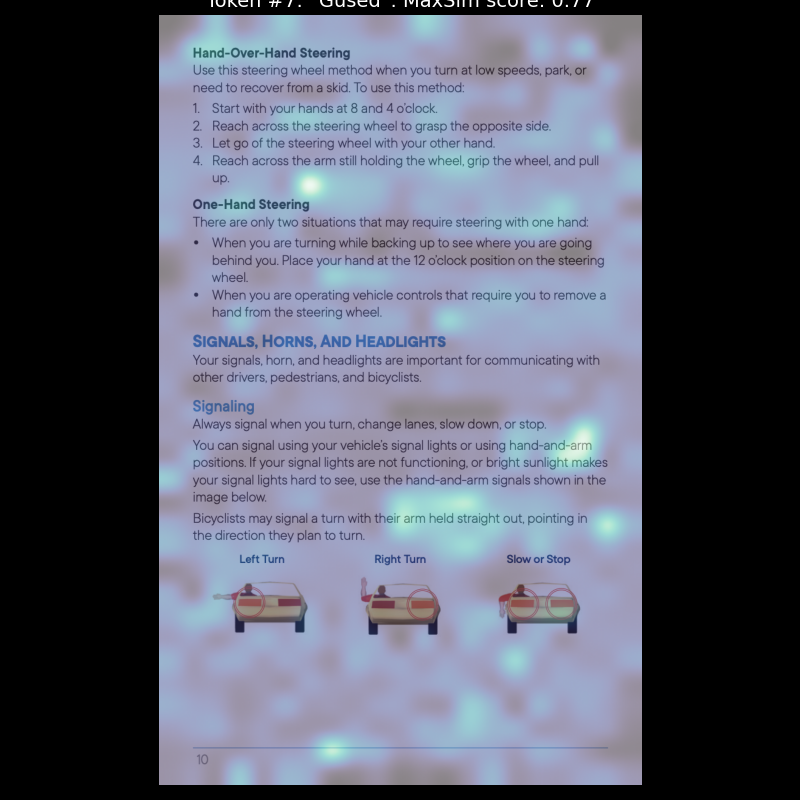 Token #7: "Gused". MaxSim score: 0.77
Hand-Over-Hand Steering
Use this steering wheel method when you turn at low speeds, park, or
need to recover from a skid. To use this method:
1. Start with your hands at 8 and 4 o'clock.
2. Reach across the steering wheel to grasp the opposite side.
3. Let go of the steering wheel with your other hand.
4. Reach across the arm still holding the wheel, grip the wheel, and pull
up.
One-Hand Steering
There are only two situations that may require steering with one hand:
• When you are turning while backing up to see where you are going
behind you. Place your hand at the 12 o'clock position on the steering
wheel.
• When you are operating vehicle controls that require you to remove a
hand from the steering wheel.
SIGNALS, HORNS, AND HEADLIGHTS
Your signals, horn, and headlights are important for communicating with
other drivers, pedestrians, and bicyclists.
Signaling
Always signal when you turn, change lanes, slow down, or stop.
You can signal using your vehicle's signal lights or using hand-and-arm
positions. If your signal lights are not functioning, or bright sunlight makes
your signal lights hard to see, use the hand-and-arm signals shown in the
image below.
Bicyclists may signal a turn with their arm held straight out, pointing in
the direction they plan to turn.
Left Turn Right Turn Slow or Stop
10